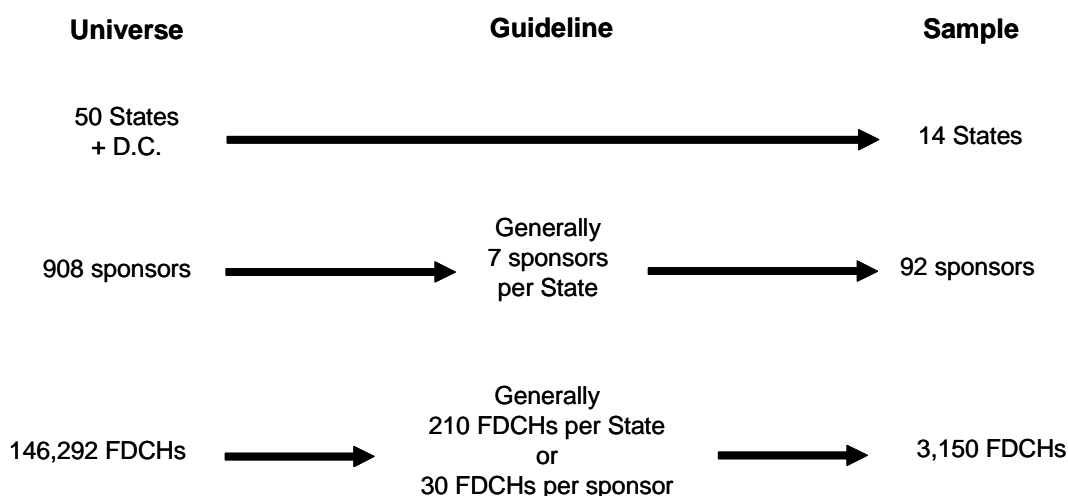 Universe
Guideline
Sample
50 States
+ D.C.
14 States
908 sponsors
Generally
7 sponsors
per State
92 sponsors
146,292 FDCHs
Generally
210 FDCHs per State
or
30 FDCHs per sponsor
3,150 FDCHs